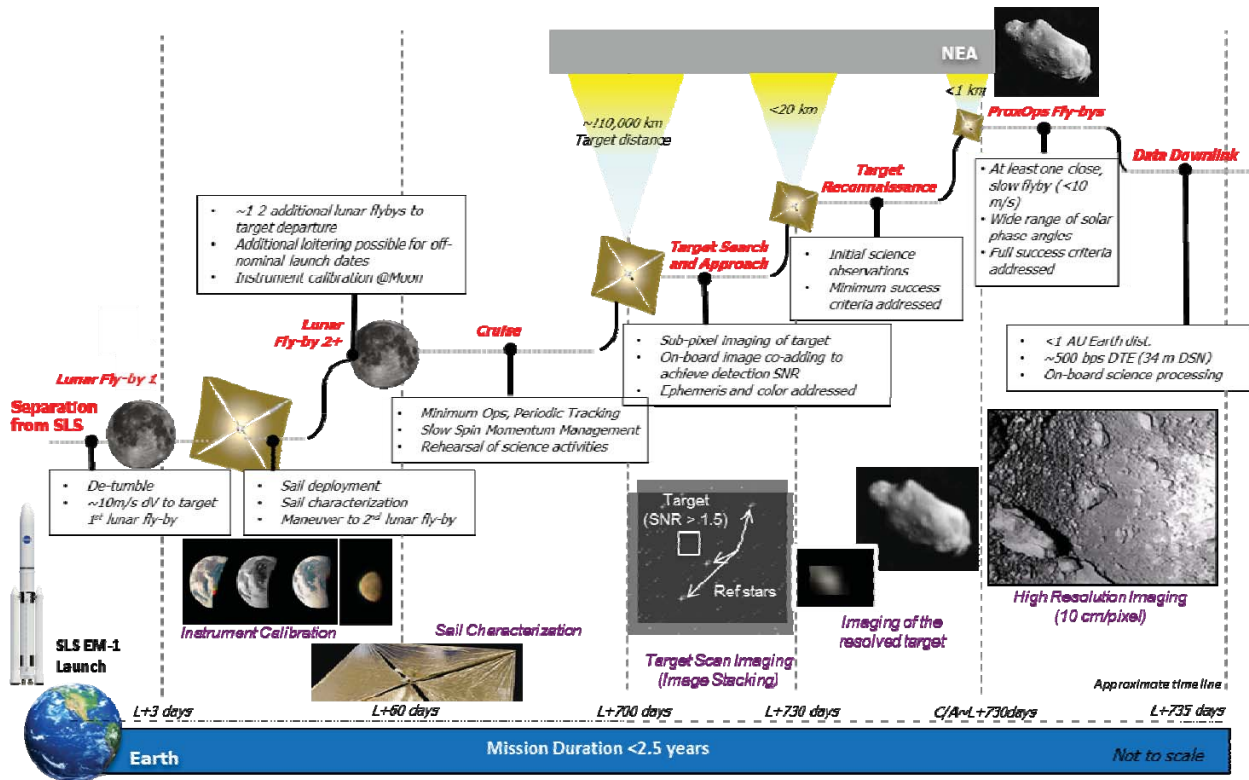 NEA
~!10,000 km
Target distance
<20 km
<1 km
ProxOps Fly-bys
• At least one close,
slow flyby (<10
m/s)
• Wide range of solar
phase angles
• Full success criteria
addressed
Data Downlink
• <1 AU Earth dist.
• ~500 bps DTE (34 m DSN)
• On-board science processing
Target
Reconnaissance
• Initial science
observations
• Minimum success
criteria addressed
Target Search
and Approach
• Sub-pixel imaging of target
• On-board image co-adding to
achieve detection SNR
• Ephemeris and color addressed
• ~1 2 additional lunar flybys to
target departure
• Additional loitering possible for off-
nominal launch dates
• Instrument calibration @Moon
Lunar
Fly-by 2+
Cruise
• Minimum Ops, Periodic Tracking
• Slow Spin Momentum Management
• Rehearsal of science activities
Lunar Fly-by 1
Separation
from SLS
• De-tumble
• ~10m/s dV to target
1st lunar fly-by
• Sail deployment
• Sail characterization
• Maneuver to 2nd lunar fly-by
Instrument Calibration
Sail Characterization
Target
(SNR > 1.5)
Ref stars
Target Scan Imaging
(Image Stacking)
Imaging of the
resolved target
High Resolution Imaging
(10 cm/pixel)
SLS EM-1
Launch
Approximate timeline
L+3 days
L+60 days
L+700 days
L+730 days
C/A~L+730days
L+735 days
Earth
Mission Duration <2.5 years
Not to scale